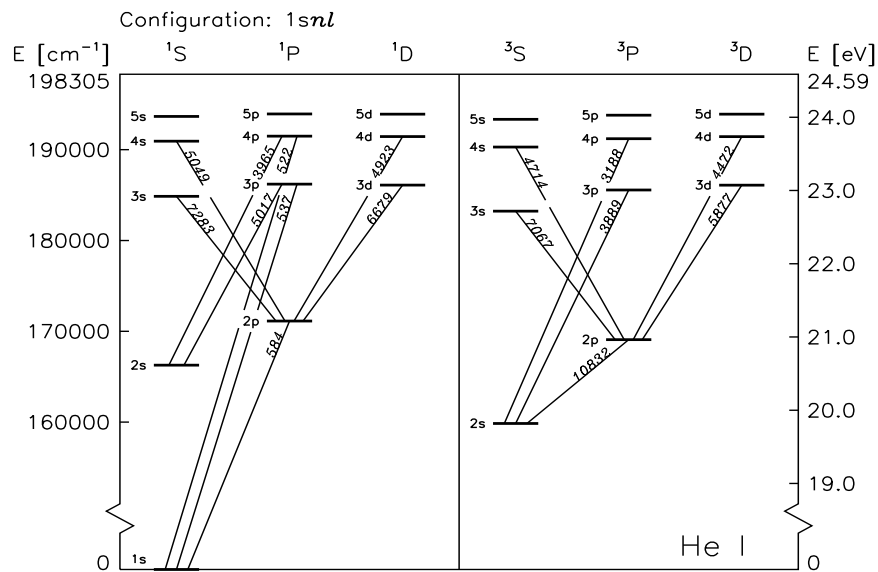 Configuration: 1snl
E [cm⁻¹] ¹S ¹P ¹D ³S ³P ³D E [eV]
198305 24.59
5s 5p 5d 5s 5p 5d 24.0
4s 4p 4d 4s 4p 4d
190000 5049 3965 522 4923 4714 3188 4472
3s 3p 3d 3s 3p 3d 23.0
7283 5017 537 6679 7067 3889 5877
180000
22.0
2p 2p 21.0
170000 584 10832
2s
20.0
160000 2s
19.0
1s
0 He I